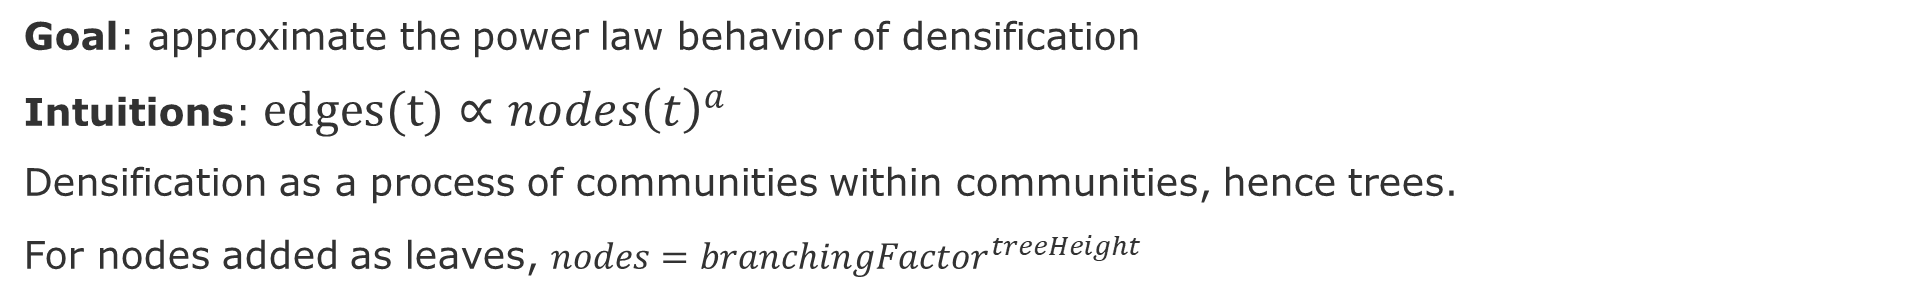 Goal: approximate the power law behavior of densification
Intuitions: edges(t) ∝ nodes(t)^a
Densification as a process of communities within communities, hence trees.
For nodes added as leaves, nodes = branchingFactor^treeHeight